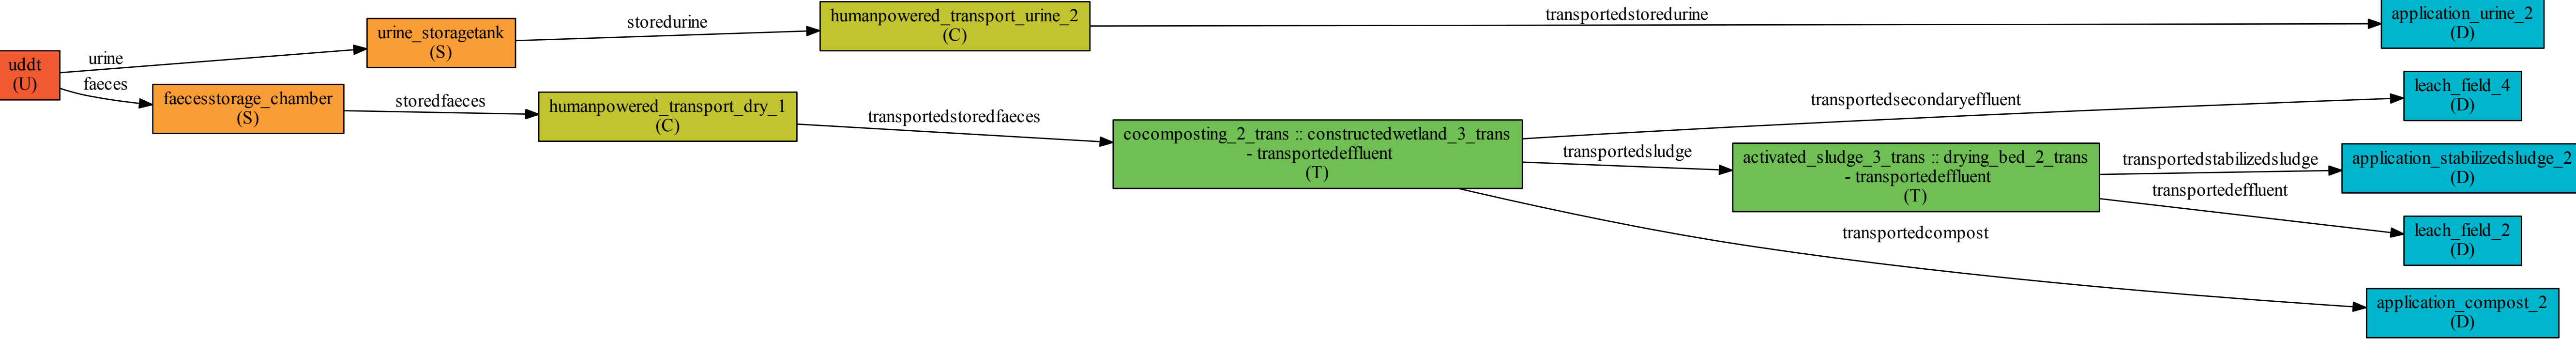 uddt
(U)
urine
faeces
urine_storagetank
(S)
faecesstorage_chamber
(S)
storedurine
storedfaeces
humanpowered_transport_urine_2
(C)
humanpowered_transport_dry_1
(C)
transportedstoredurine
transportedstoredfaeces
cocomposting_2_trans :: constructedwetland_3_trans
- transportedeffluent
(T)
transportedsecondaryeffluent
transportedsludge
transportedcompost
activated_sludge_3_trans :: drying_bed_2_trans
- transportedeffluent
(T)
transportedstabilizedsludge
transportedeffluent
application_urine_2
(D)
leach_field_4
(D)
application_stabilizedsludge_2
(D)
leach_field_2
(D)
application_compost_2
(D)